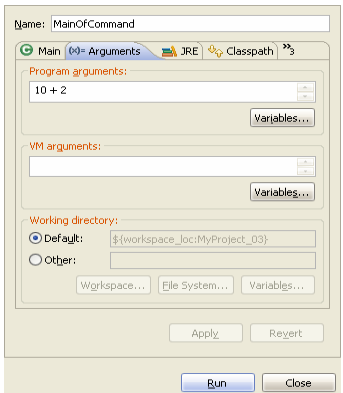 Name: MainOfCommand
Main (x)= Arguments JRE Classpath »3
Program arguments:
10 + 2
Variables...
VM arguments:
Variables...
Working directory:
Default: ${workspace_loc:MyProject_03}
Other:
Workspace... File System... Variables...
Apply Revert
Run Close